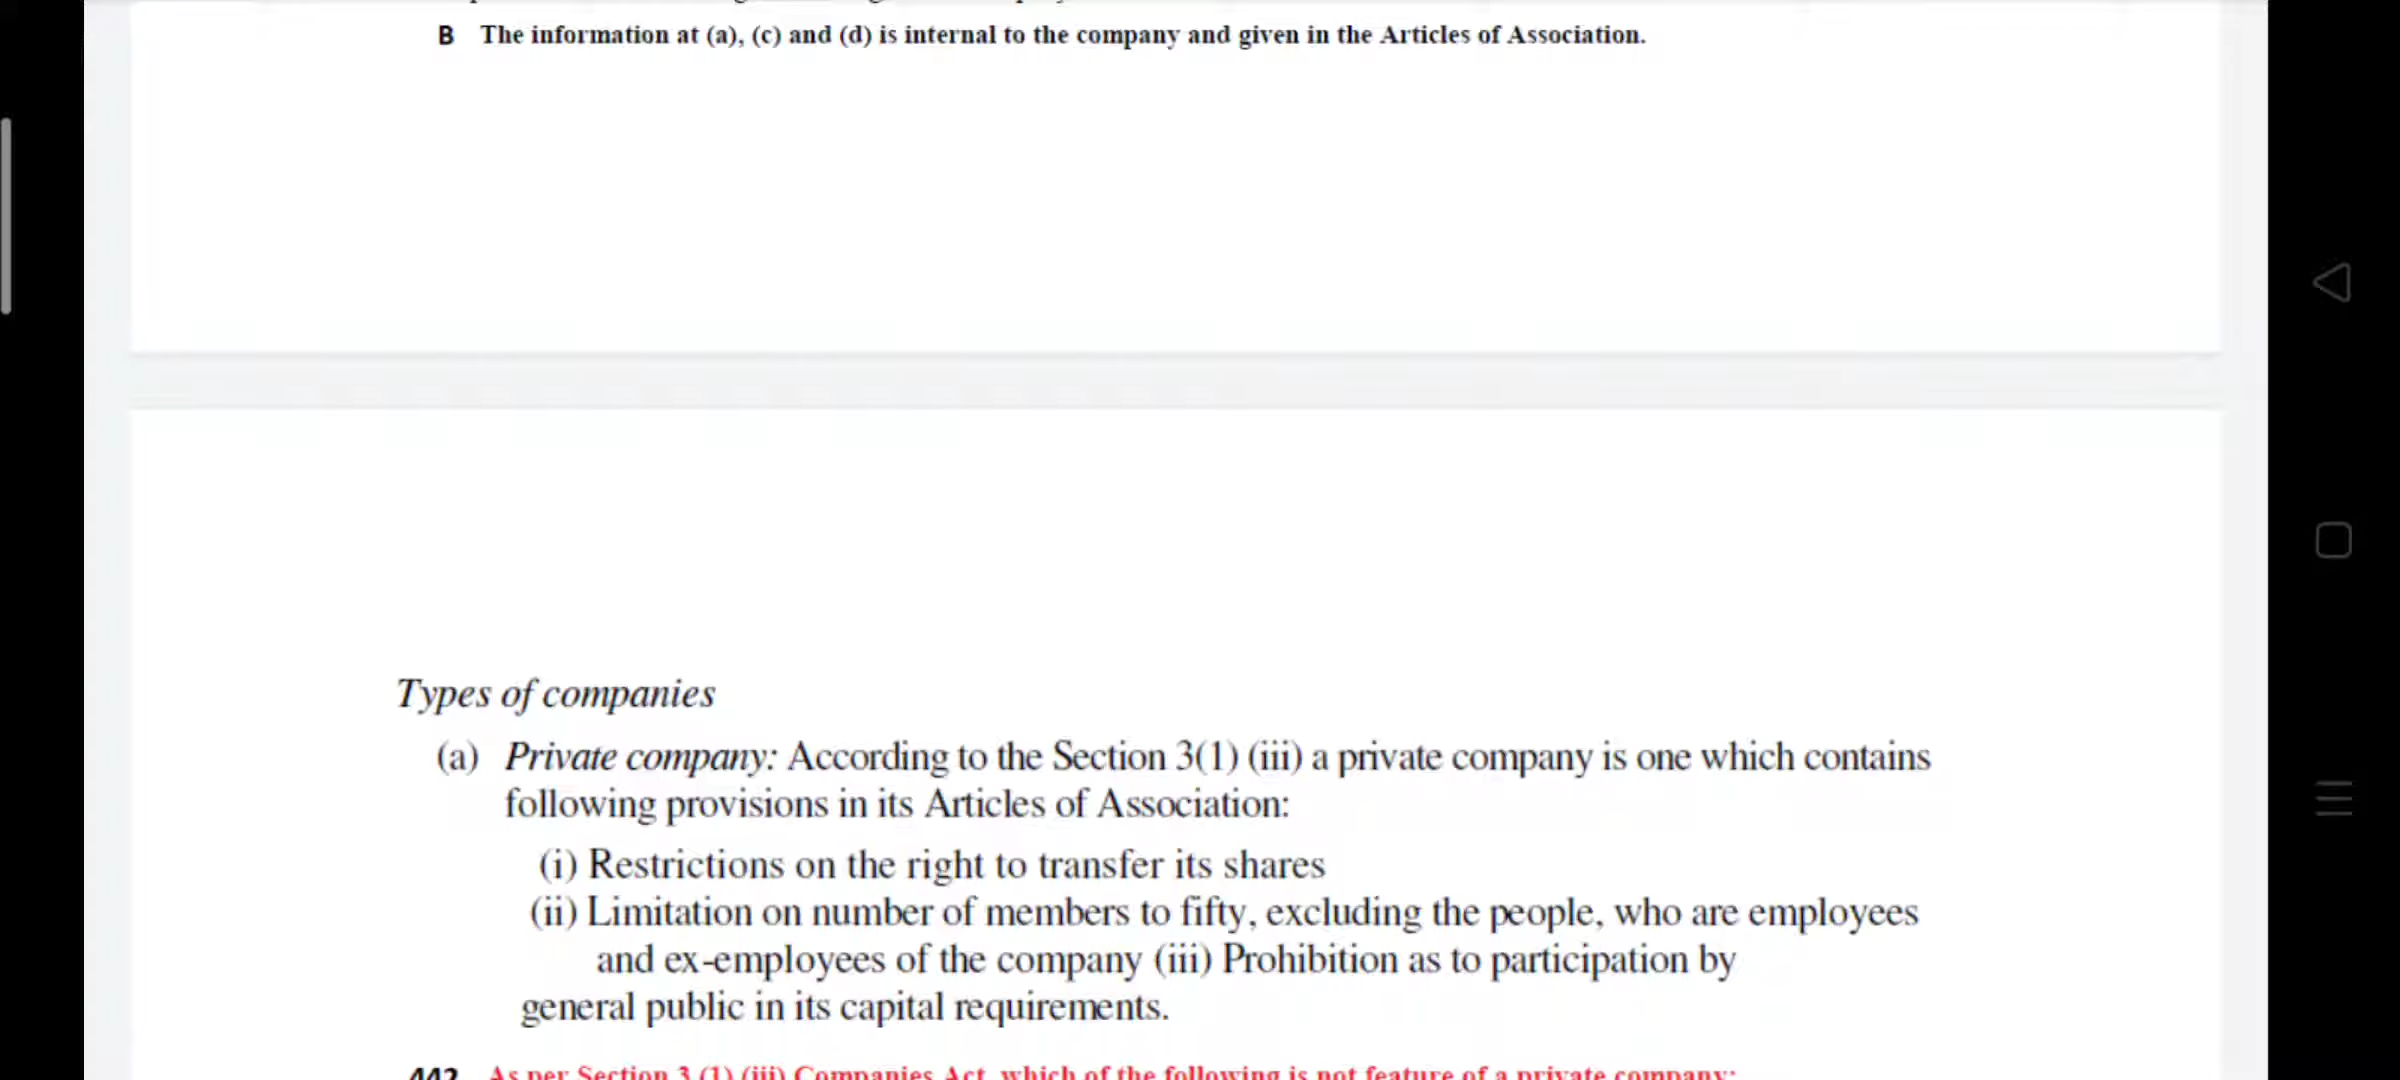 B The information at (a), (c) and (d) is internal to the company and given in the Articles of Association.
Types of companies
(a) Private company: According to the Section 3(1) (iii) a private company is one which contains
following provisions in its Articles of Association:
(i) Restrictions on the right to transfer its shares
(ii) Limitation on number of members to fifty, excluding the people, who are employees
and ex-employees of the company (iii) Prohibition as to participation by
general public in its capital requirements.
442 As per Section 3 (1) (iii) Companies Act, which of the following is not feature of a private company: